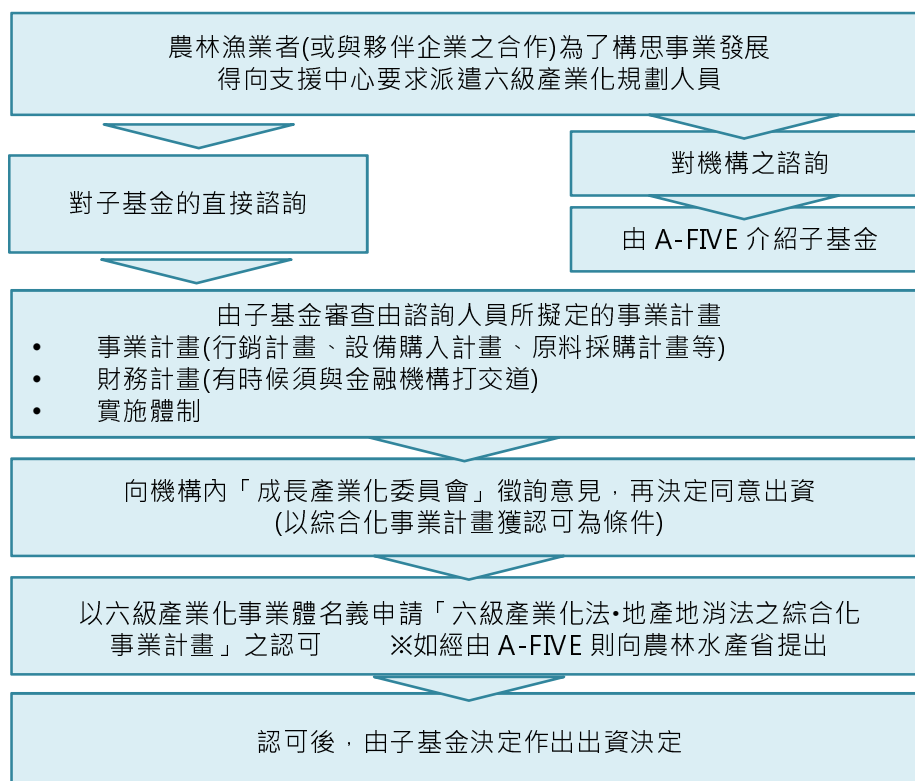 農林漁業者(或與夥伴企業之合作)為了構思事業發展
得向支援中心要求派遣六級產業化規劃人員
對子基金的直接諮詢
對機構之諮詢
由 A-FIVE 介紹子基金
由子基金審查由諮詢人員所擬定的事業計畫
• 事業計畫(行銷計畫、設備購入計畫、原料採購計畫等)
• 財務計畫(有時候須與金融機構打交道)
• 實施體制
向機構內「成長產業化委員會」徵詢意見，再決定同意出資
(以綜合化事業計畫獲認可為條件)
以六級產業化事業體名義申請「六級產業化法•地產地消法之綜合化
事業計畫」之認可 ※如經由 A-FIVE 則向農林水產省提出
認可後，由子基金決定作出出資決定